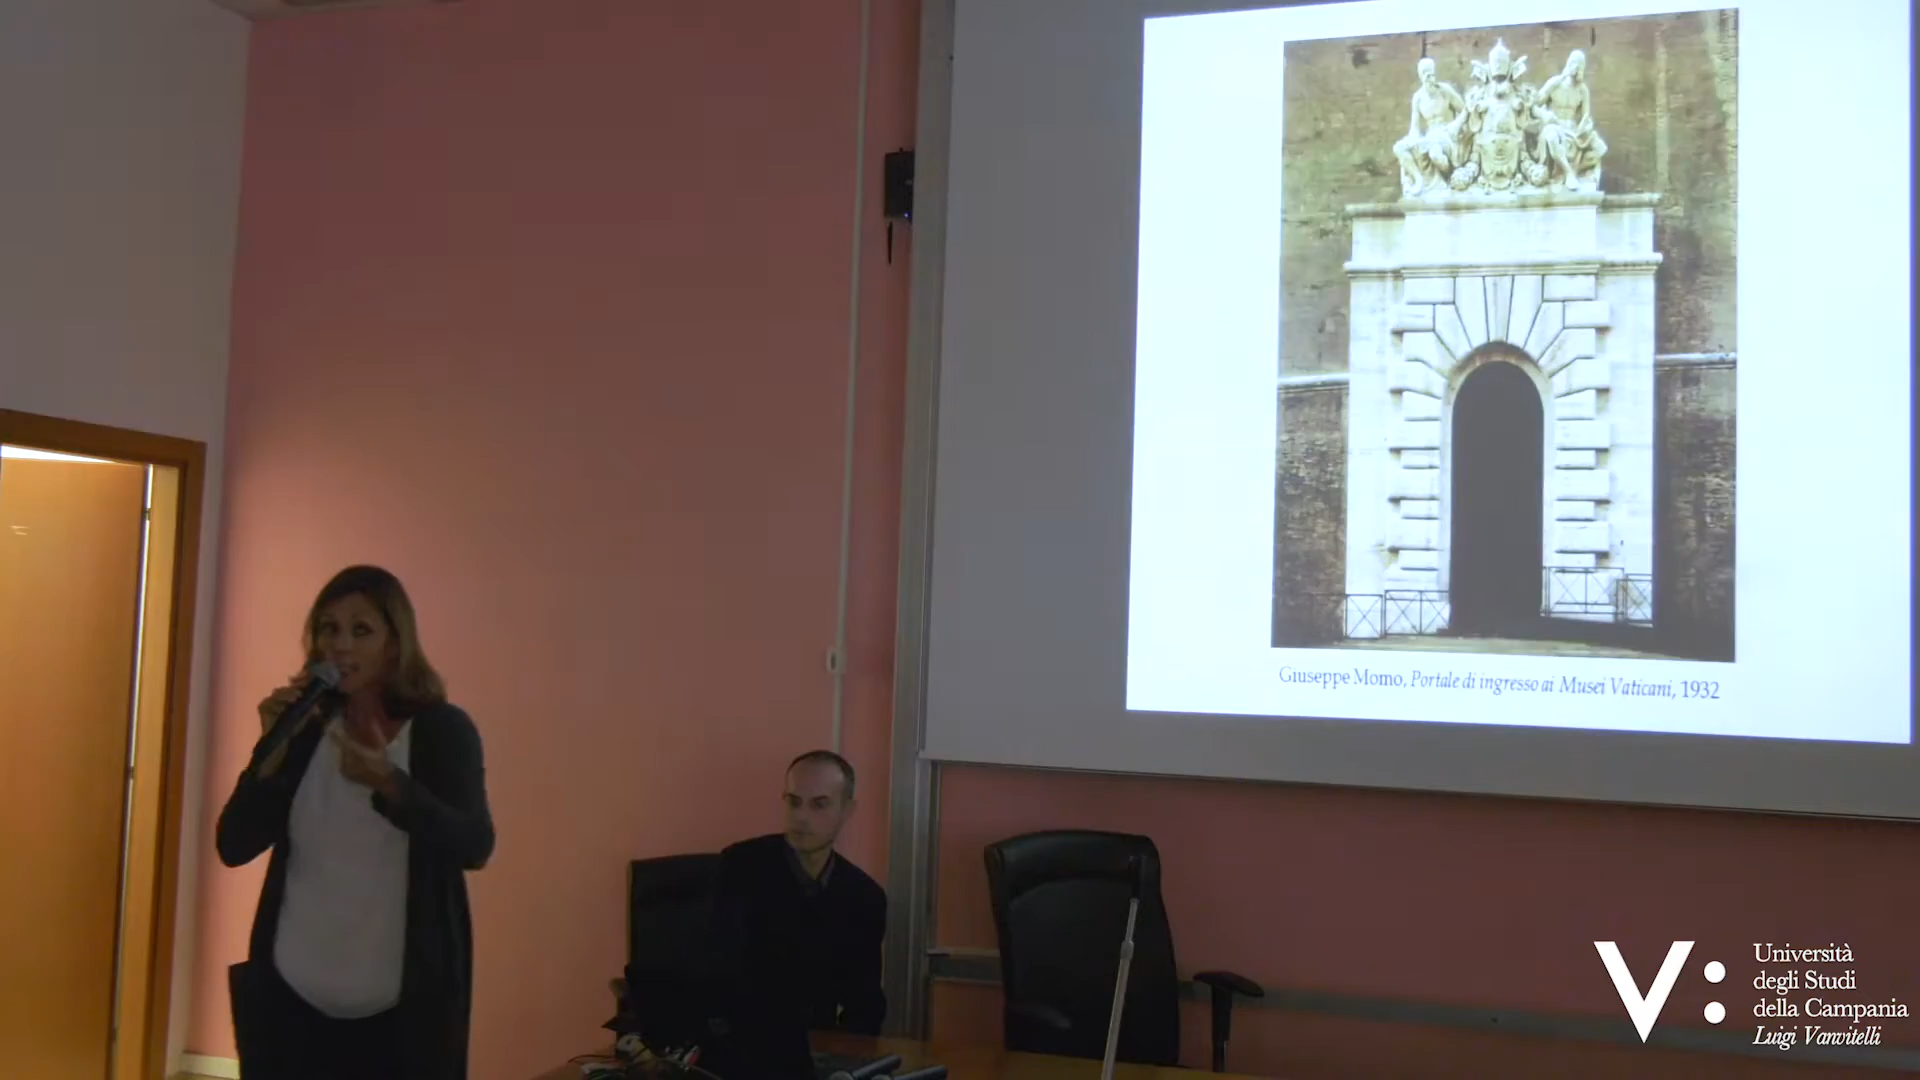 Giuseppe Momo, Portale di ingresso ai Musei Vaticani, 1932
V:
Università
degli Studi
della Campania
Luigi Vanvitelli